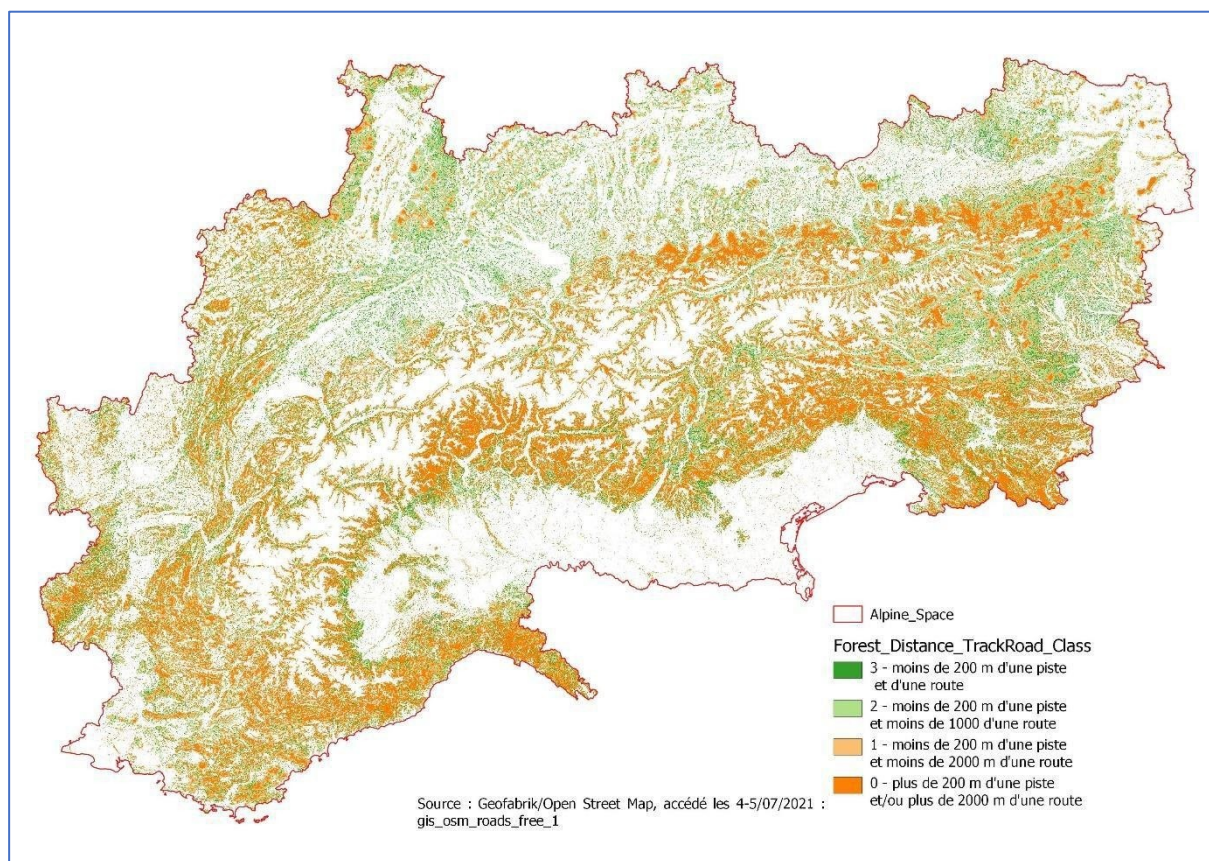 Alpine_Space
Forest_Distance_TrackRoad_Class
3 - moins de 200 m d'une piste
et d'une route
2 - moins de 200 m d'une piste
et moins de 1000 d'une route
1 - moins de 200 m d'une piste
et moins de 2000 m d'une route
0 - plus de 200 m d'une piste
et/ou plus de 2000 m d'une route
Source : Geofabrik/Open Street Map, accédé les 4-5/07/2021 :
gis_osm_roads_free_1